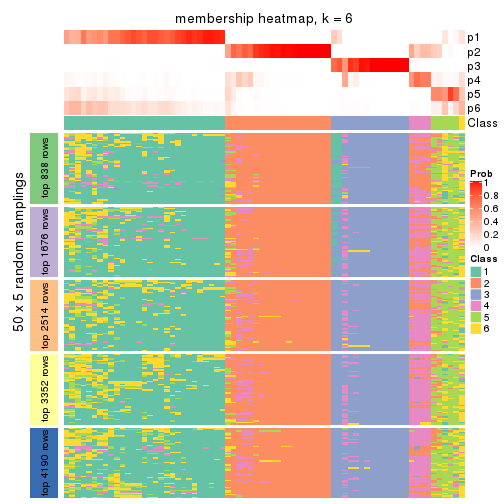 membership heatmap, k = 6
p1
p2
p3
p4
p5
p6
Class
50 x 5 random samplings
top 838 rows
top 1676 rows
top 2514 rows
top 3352 rows
top 4190 rows
Prob
1
0.8
0.6
0.4
0.2
0
Class
1
2
3
4
5
6